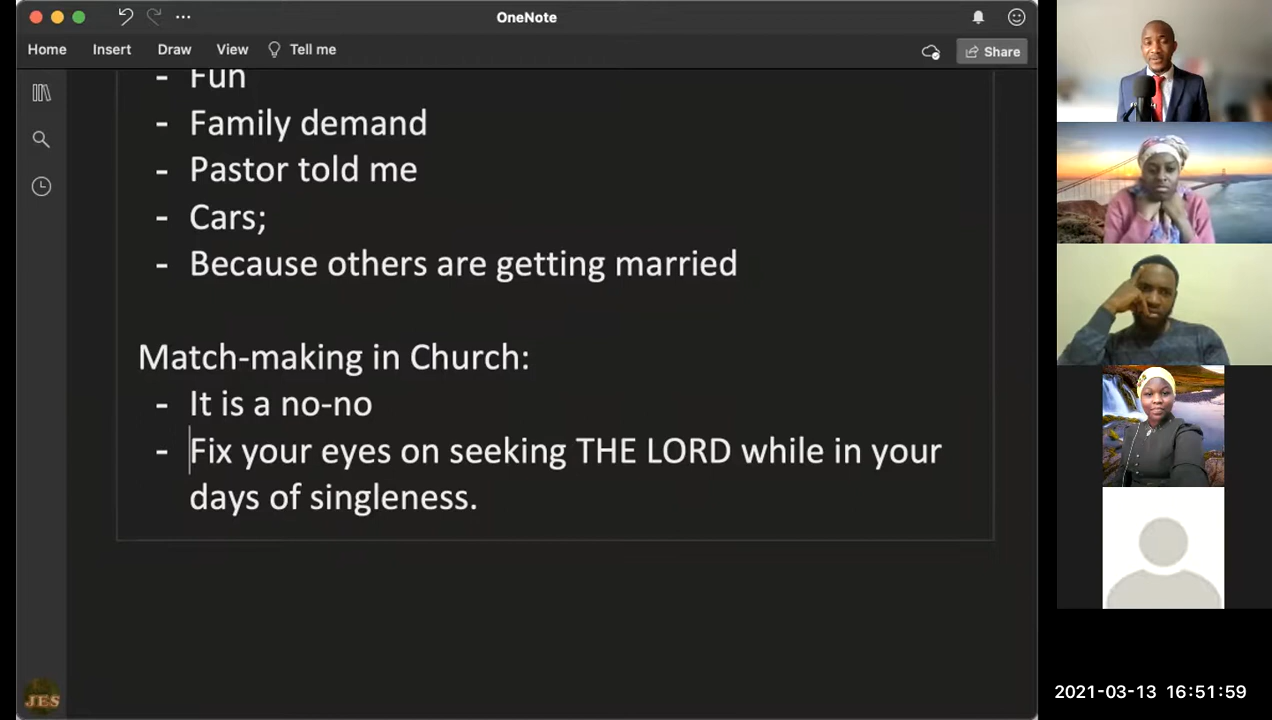 OneNote
Home Insert Draw View Tell me Share
- Fun
- Family demand
- Pastor told me
- Cars;
- Because others are getting married
Match-making in Church:
- It is a no-no
- Fix your eyes on seeking THE LORD while in your
days of singleness.
JES
2021-03-13 16:51:59